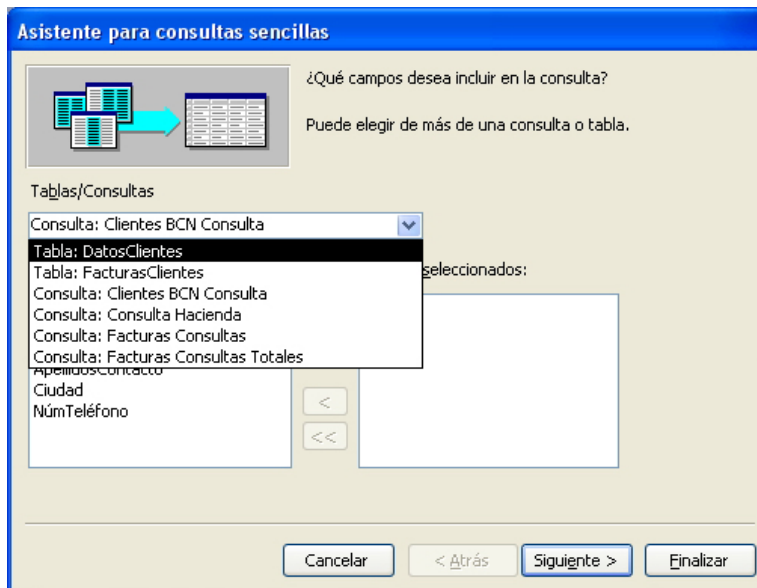 Asistente para consultas sencillas
¿Qué campos desea incluir en la consulta?
Puede elegir de más de una consulta o tabla.
Tablas/Consultas
Consulta: Clientes BCN Consulta
Tabla: DatosClientes
Tabla: FacturasClientes
Consulta: Clientes BCN Consulta
seleccionados:
Consulta: Consulta Hacienda
Consulta: Facturas Consultas
Consulta: Facturas Consultas Totales
ApellidosContacto
Ciudad
NúmTeléfono
<
<<
Cancelar
< Atrás
Siguiente >
Finalizar